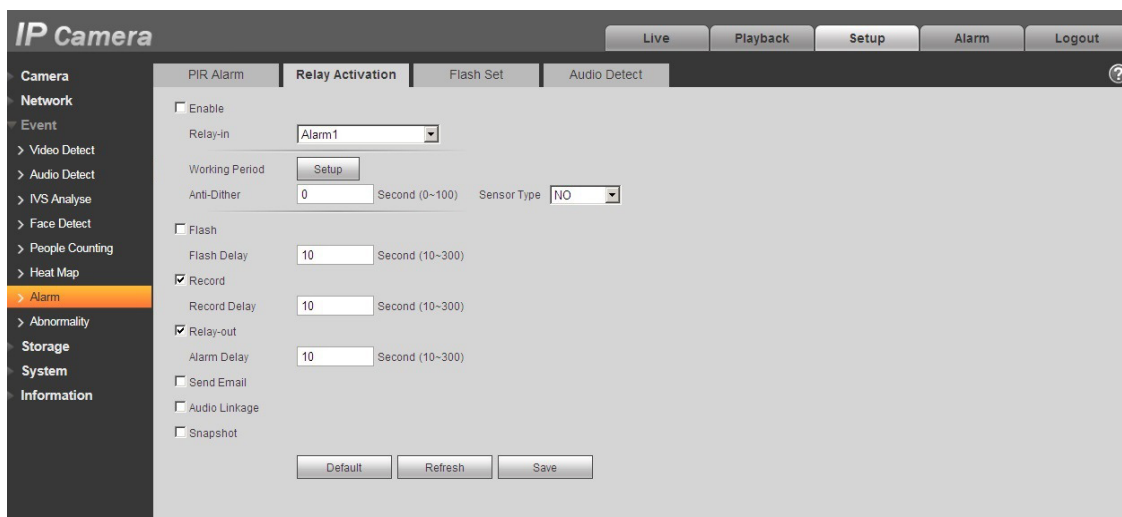 IP Camera
Live Playback Setup Alarm Logout
Camera
Network
Event
> Video Detect
> Audio Detect
> IVS Analyse
> Face Detect
> People Counting
> Heat Map
> Alarm
> Abnormality
Storage
System
Information
PIR Alarm Relay Activation Flash Set Audio Detect ?
Enable
Relay-in Alarm1
Working Period Setup
Anti-Dither 0 Second (0~100) Sensor Type NO
Flash
Flash Delay 10 Second (10~300)
Record
Record Delay 10 Second (10~300)
Relay-out
Alarm Delay 10 Second (10~300)
Send Email
Audio Linkage
Snapshot
Default Refresh Save